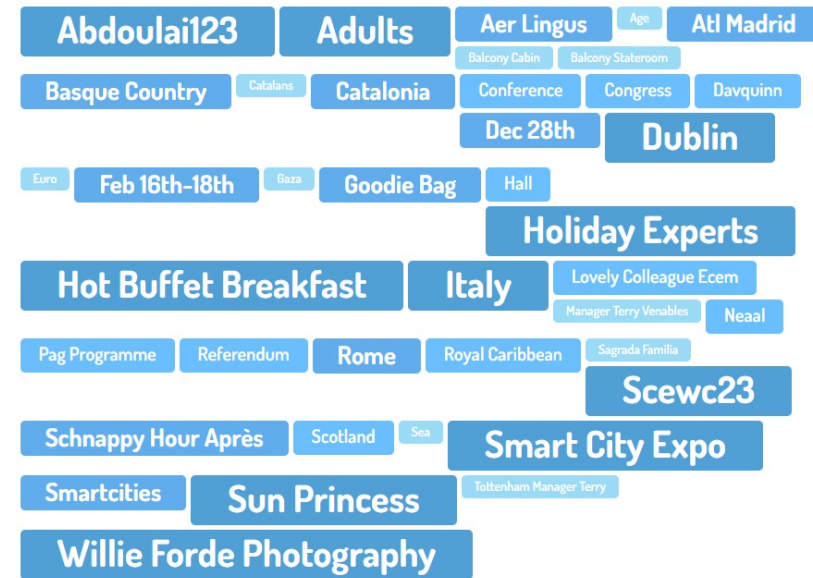 Abdoulai123 Adults Aer Lingus Age Atl Madrid
Balcony Cabin Balcony Stateroom
Basque Country Catalans Catalonia Conference Congress Davquinn
Dec 28th Dublin
Euro Feb 16th-18th Gaza Goodie Bag Hall
Holiday Experts
Hot Buffet Breakfast Italy Lovely Colleague Ecem
Manager Terry Venables Neaal
Pag Programme Referendum Rome Royal Caribbean Sagrada Familia
Scewc23
Schnappy Hour Après Scotland Sea Smart City Expo
Smartcities Sun Princess Tottenham Manager Terry
Willie Forde Photography